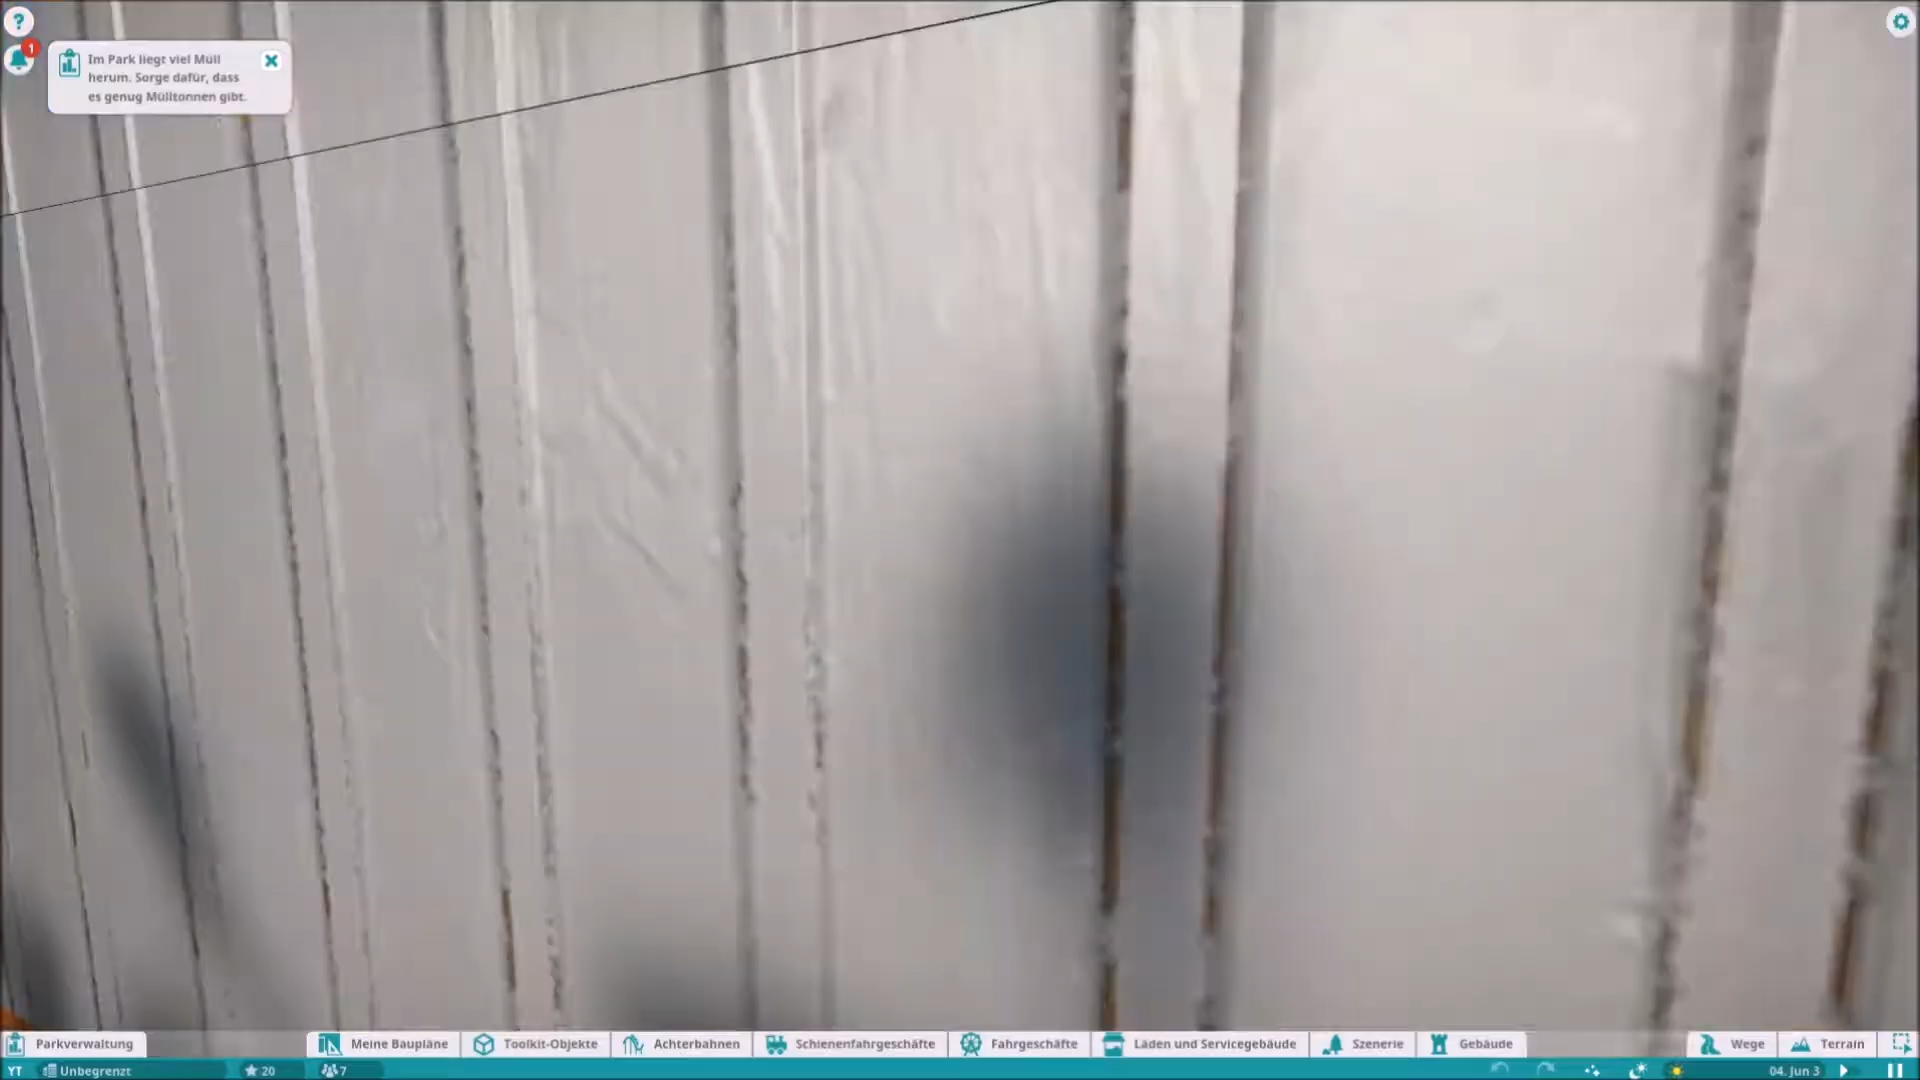 ?
1
Im Park liegt viel Müll
herum. Sorge dafür, dass
es genug Mülltonnen gibt.
Parkverwaltung
Meine Baupläne
Toolkit-Objekte
Achterbahnen
Schienenfahrgeschäfte
Fahrgeschäfte
Läden und Servicegebäude
Szenerie
Gebäude
Wege
Terrain
YT
Unbegrenzt
20
7
04. Jun 3